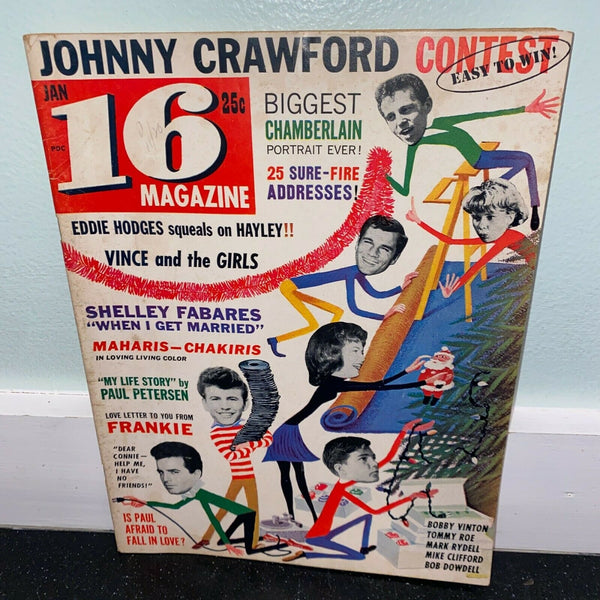 JOHNNY CRAWFORD CONTEST
EASY TO WIN!
JAN
25¢
PDC
16
MAGAZINE
BIGGEST
CHAMBERLAIN
PORTRAIT EVER!
25 SURE-FIRE
ADDRESSES!
EDDIE HODGES squeals on HAYLEY!!
VINCE and the GIRLS
SHELLEY FABARES
"WHEN I GET MARRIED"
MAHARIS—CHAKIRIS
IN LOVING LIVING COLOR
"MY LIFE STORY" by
PAUL PETERSEN
LOVE LETTER TO YOU FROM
FRANKIE
"DEAR
CONNIE—
HELP ME,
I HAVE
NO
FRIENDS!"
IS PAUL
AFRAID TO
FALL IN LOVE?
BOBBY VINTON
TOMMY ROE
MARK RYDELL
MIKE CLIFFORD
BOB DOWDELL